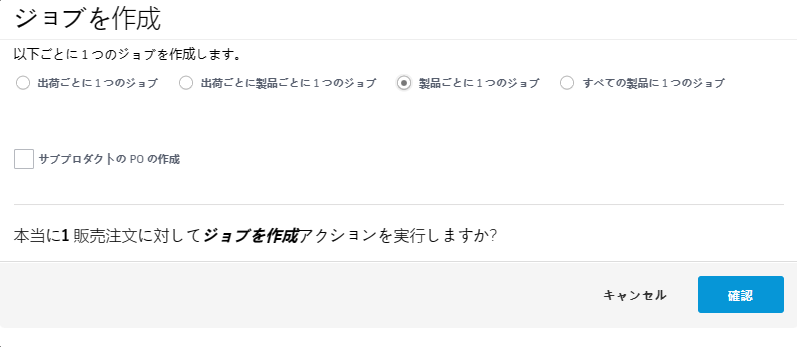 ジョブを作成
以下ごとに 1 つのジョブを作成します。
出荷ごとに 1 つのジョブ 出荷ごとに製品ごとに 1 つのジョブ 製品ごとに 1 つのジョブ すべての製品に 1 つのジョブ
サブプロダクトの PO の作成
本当に1 販売注文に対してジョブを作成アクションを実行しますか?
キャンセル 確認